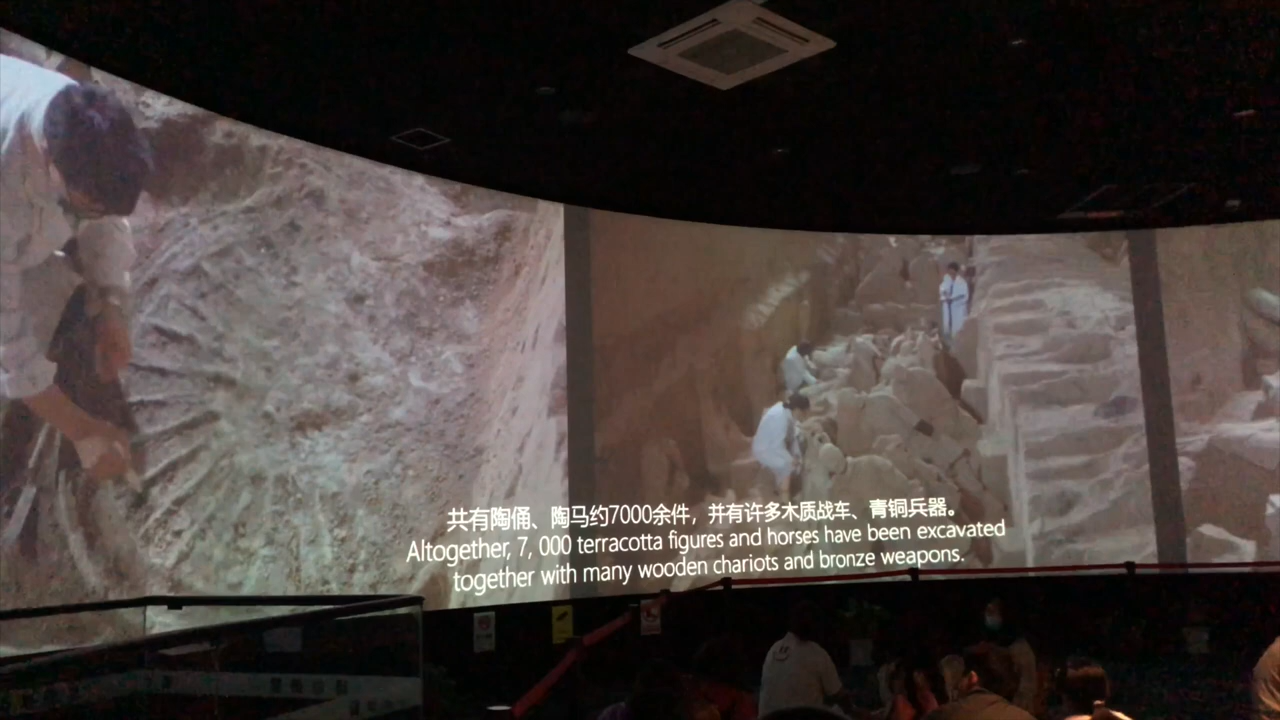 共有陶俑、陶马约7000余件，并有许多木质战车、青铜兵器。
Altogether, 7, 000 terracotta figures and horses have been excavated
together with many wooden chariots and bronze weapons.